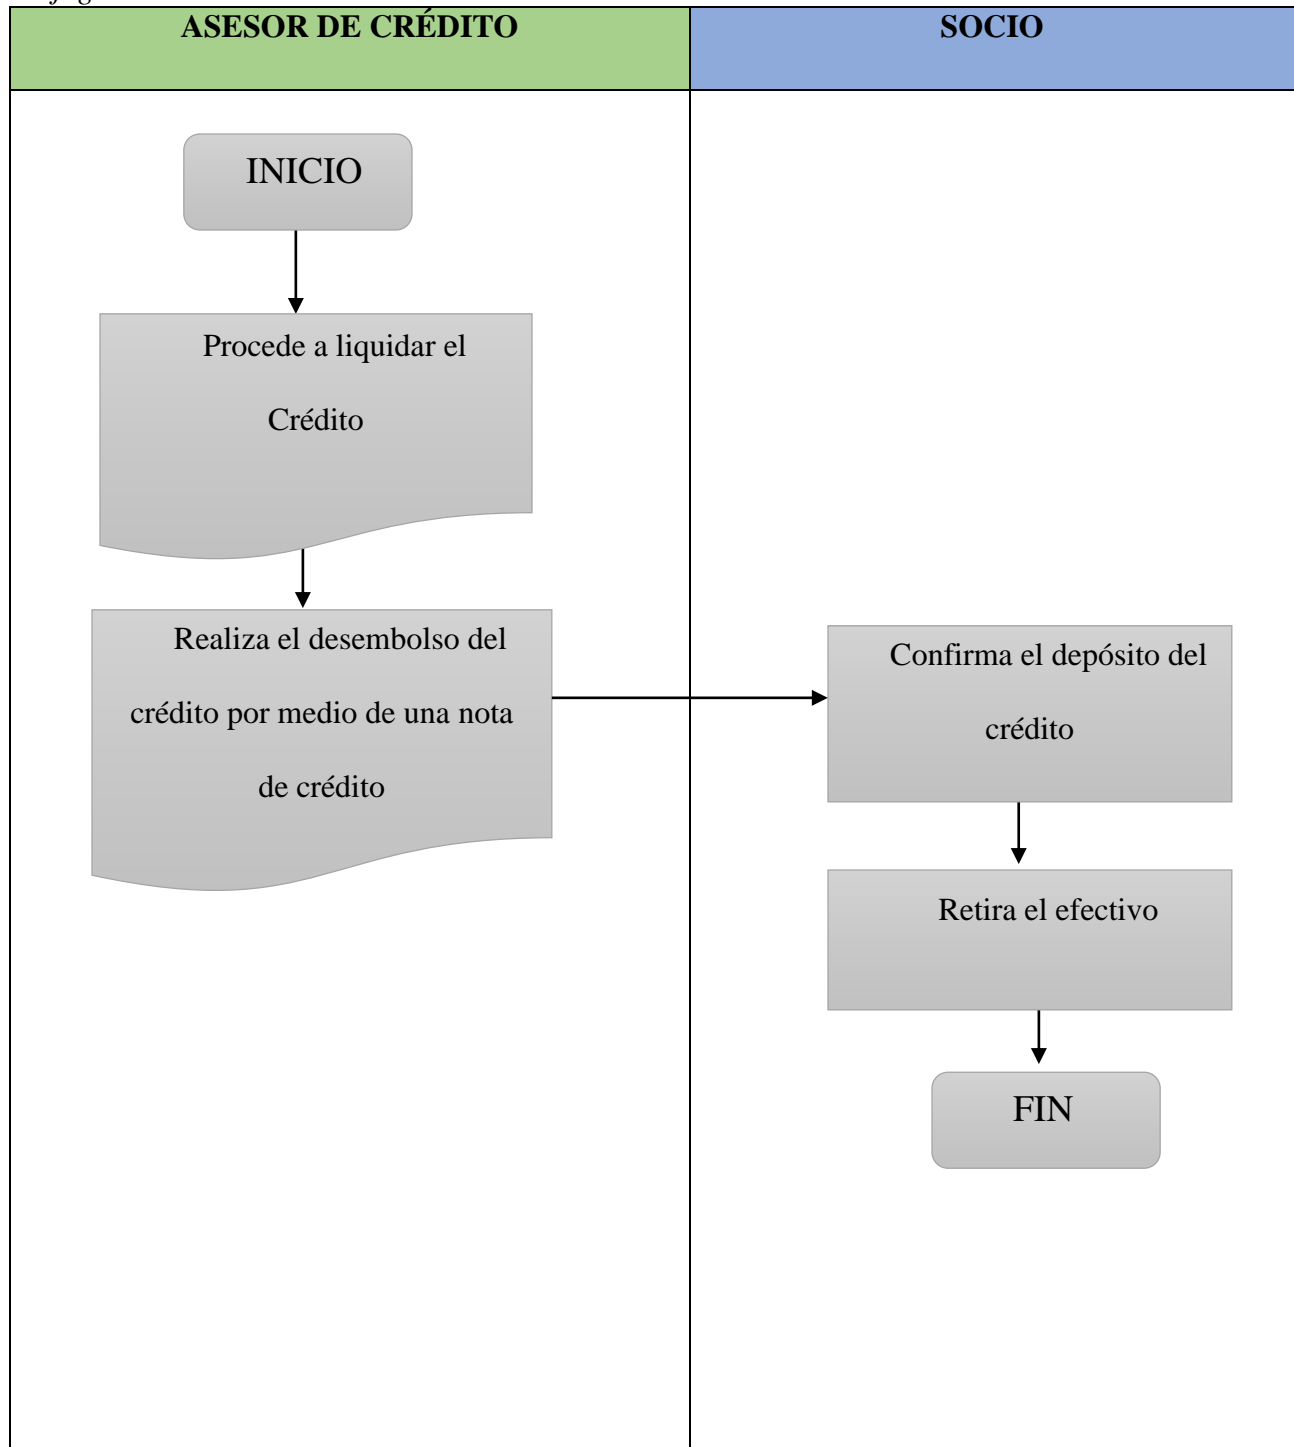 ASESOR DE CRÉDITO
SOCIO
INICIO
Procede a liquidar el
Crédito
Realiza el desembolso del
crédito por medio de una nota
de crédito
Confirma el depósito del
crédito
Retira el efectivo
FIN